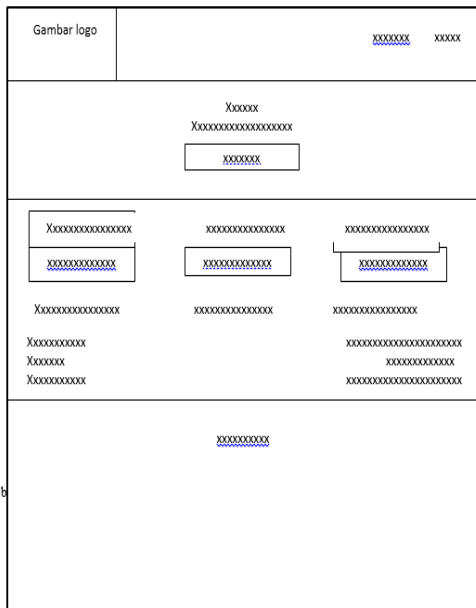 Gambar logo
xxxxxxx xxxxx
Xxxxxx
Xxxxxxxxxxxxxxxxxxx
xxxxxxx
Xxxxxxxxxxxxxxxx xxxxxxxxxxxxxxx xxxxxxxxxxxxxxxx
xxxxxxxxxxxxx xxxxxxxxxxxxx xxxxxxxxxxxxx
Xxxxxxxxxxxxxxxx xxxxxxxxxxxxxxx xxxxxxxxxxxxxxxx
Xxxxxxxxxxx xxxxxxxxxxxxxxxxxxxxxx
Xxxxxxx xxxxxxxxxxxxx
Xxxxxxxxxxx xxxxxxxxxxxxxxxxxxxxxx
xxxxxxxxxx